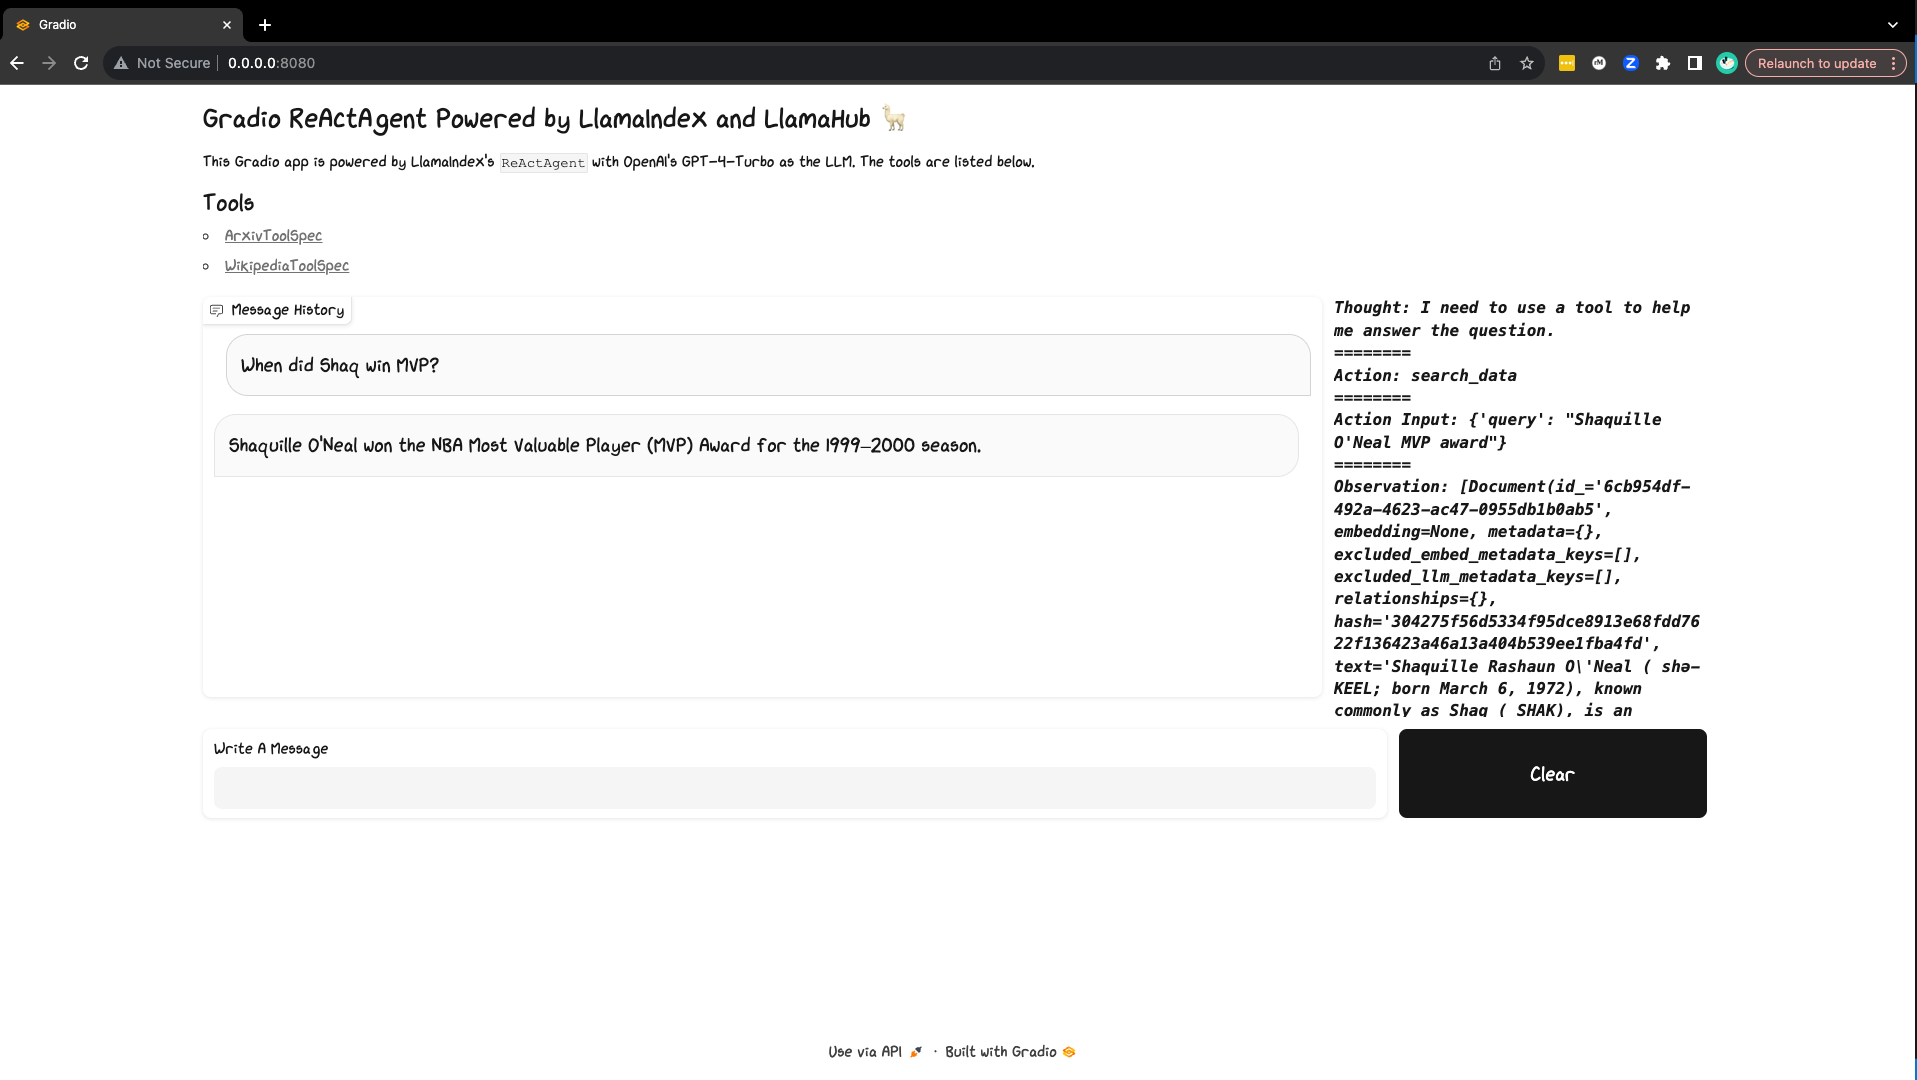 Gradio
Not Secure
0.0.0.0:8080
Relaunch to update
Gradio ReActAgent Powered by LlamaIndex and LlamaHub 🦙
This Gradio app is powered by LlamaIndex's ReActAgent with OpenAI's GPT-4-Turbo as the LLM. The tools are listed below.
Tools
ArxivToolSpec
WikipediaToolSpec
Message History
When did Shaq win MVP?
Shaquille O'Neal won the NBA Most Valuable Player (MVP) Award for the 1999–2000 season.
Thought: I need to use a tool to help
me answer the question.
========
Action: search_data
========
Action Input: {'query': "Shaquille
O'Neal MVP award"}
========
Observation: [Document(id_='6cb954df-
492a-4623-ac47-0955db1b0ab5',
embedding=None, metadata={},
excluded_embed_metadata_keys=[],
excluded_llm_metadata_keys=[],
relationships={},
hash='304275f56d5334f95dce8913e68fdd76
22f136423a46a13a404b539ee1fba4fd',
text='Shaquille Rashaun O\'Neal ( shə-
KEEL; born March 6, 1972), known
commonly as Shaq ( SHAK), is an
Write A Message
Clear
Use via API 🚀 · Built with Gradio